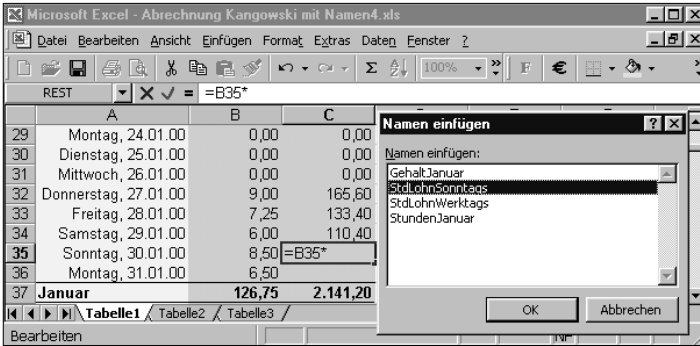 Microsoft Excel - Abrechnung Kangowski mit Namen4.xls
Datei Bearbeiten Ansicht Einfügen Format Extras Daten Fenster ?
Σ 100% » F €
REST = =B35*
A B C
29 Montag, 24.01.00 0,00 0,00
30 Dienstag, 25.01.00 0,00 0,00
31 Mittwoch, 26.01.00 0,00 0,00
32 Donnerstag, 27.01.00 9,00 165,60
33 Freitag, 28.01.00 7,25 133,40
34 Samstag, 29.01.00 6,00 110,40
35 Sonntag, 30.01.00 8,50 =B35*
36 Montag, 31.01.00 6,50
37 Januar 126,75 2.141,20
Tabelle1 Tabelle2 Tabelle3
Bearbeiten
Namen einfügen ?
Namen einfügen:
GehaltJanuar
StdLohnSonntags
StdLohnWerktags
StundenJanuar
OK Abbrechen